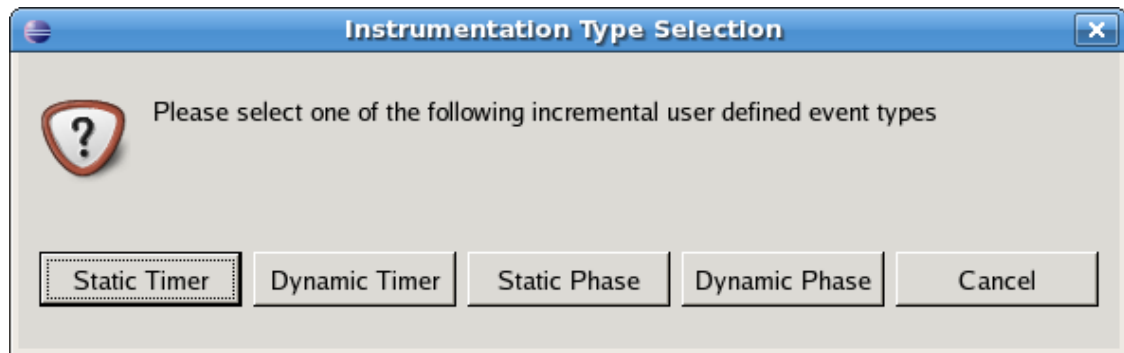 Instrumentation Type Selection
Please select one of the following incremental user defined event types
Static Timer
Dynamic Timer
Static Phase
Dynamic Phase
Cancel